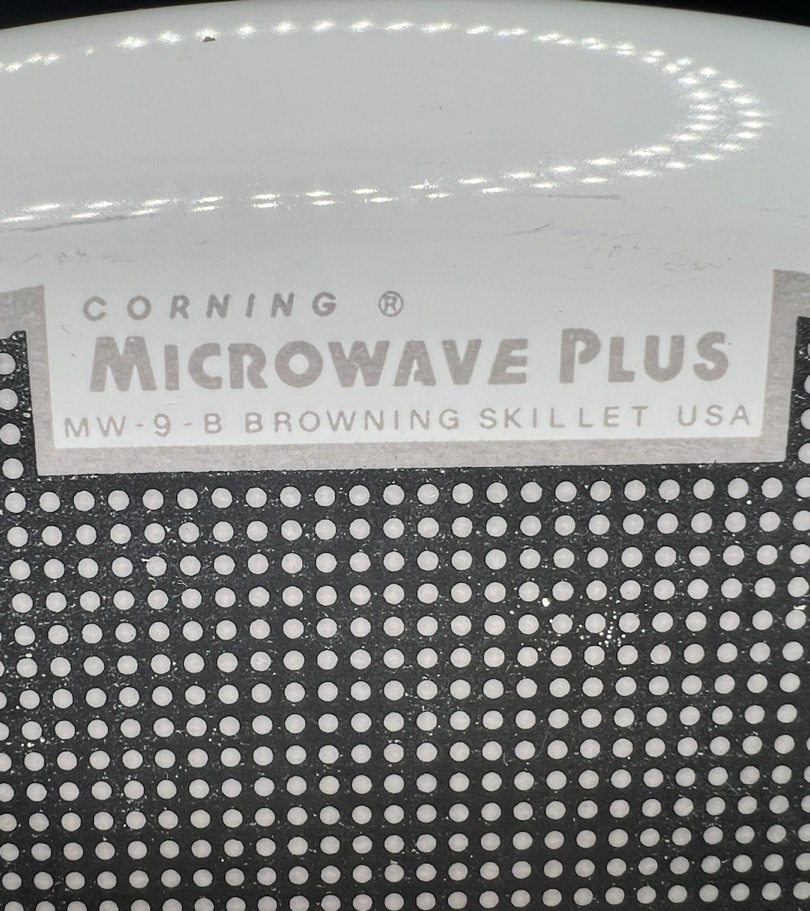 CORNING ®
MICROWAVE PLUS
MW-9-B BROWNING SKILLET USA